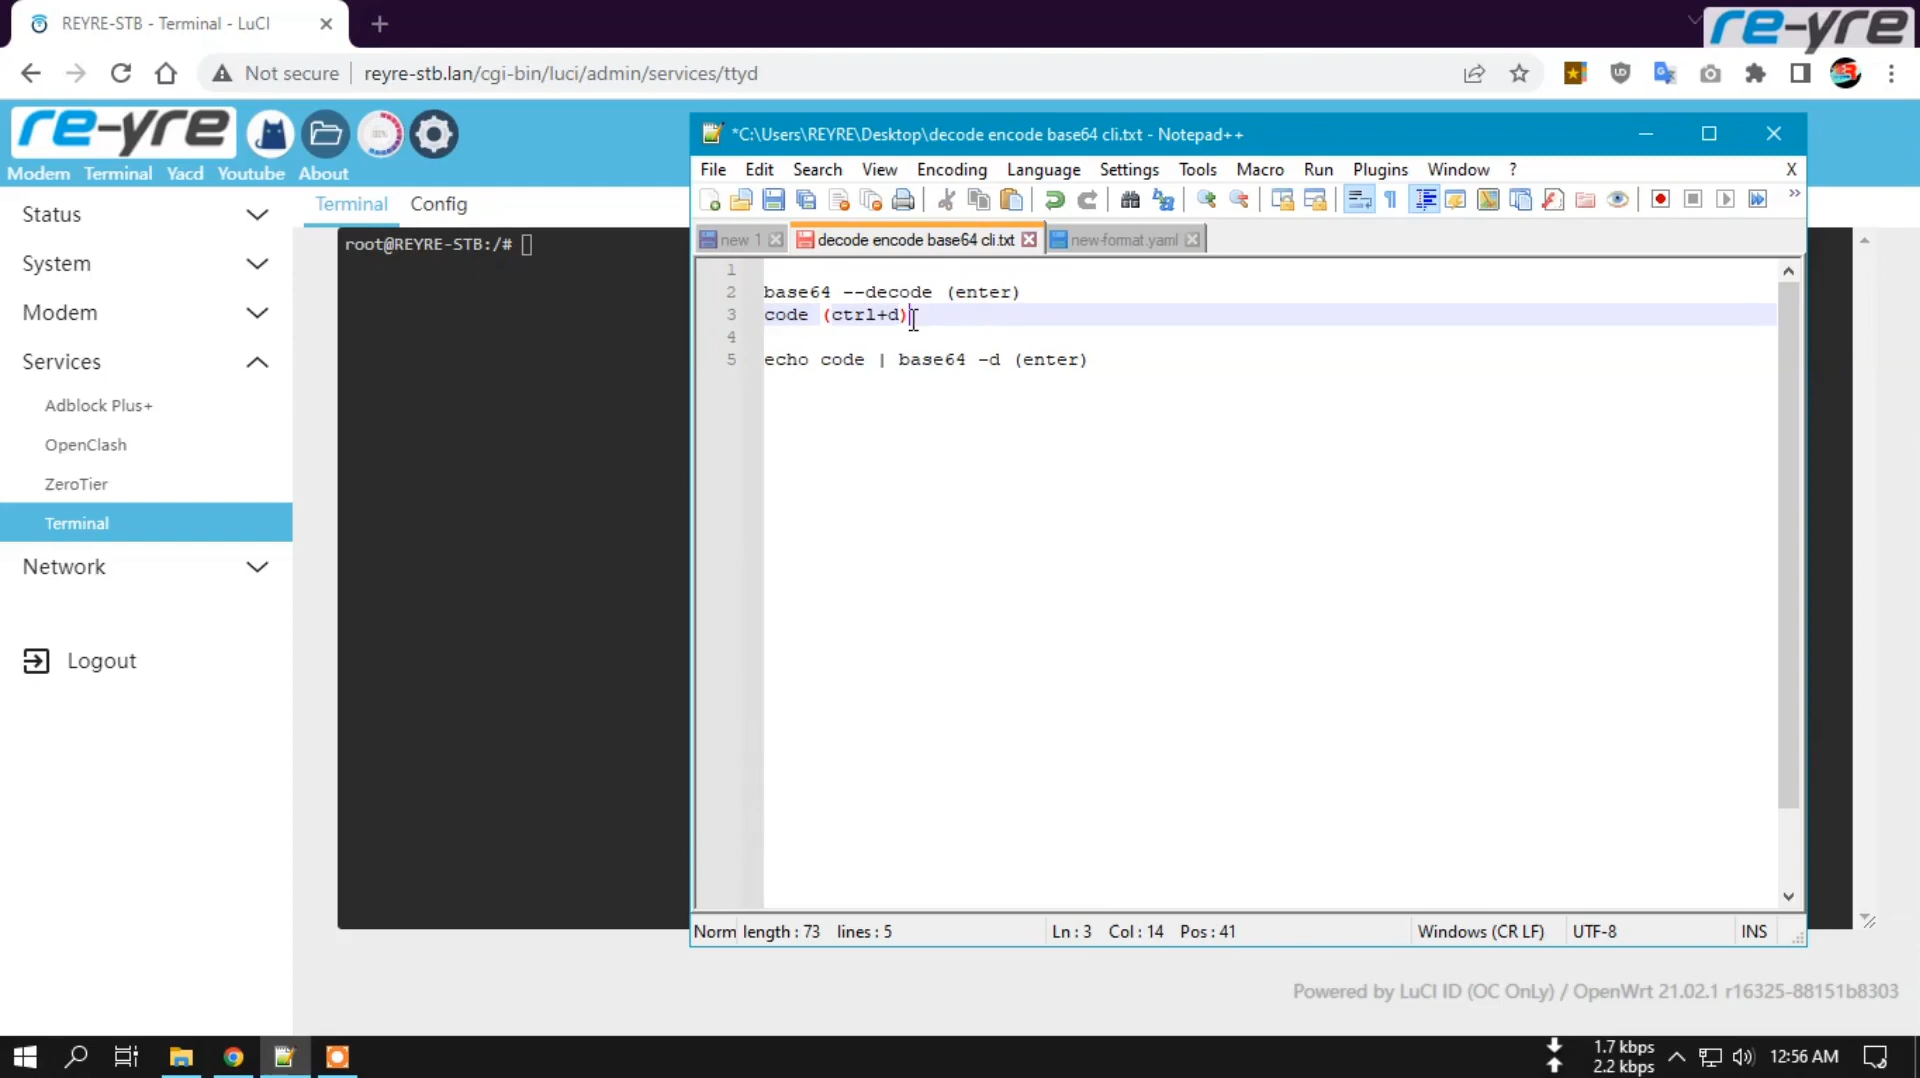 REYRE-STB - Terminal - LuCI
re-yre
Not secure
reyre-stb.lan/cgi-bin/luci/admin/services/ttyd
re-yre
Modem Terminal Yacd Youtube About
Status
System
Modem
Services
Adblock Plus+
OpenClash
ZeroTier
Terminal
Network
Logout
Terminal Config
root@REYRE-STB:/#
*C:\Users\REYRE\Desktop\decode encode base64 cli.txt - Notepad++
File Edit Search View Encoding Language Settings Tools Macro Run Plugins Window ? X
new 1 decode encode base64 cli.txt new-format.yaml
1
2 base64 --decode (enter)
3 code (ctrl+d)
4
5 echo code | base64 -d (enter)
Norm length : 73 lines : 5 Ln : 3 Col : 14 Pos : 41 Windows (CR LF) UTF-8 INS
Powered by LuCI ID (OC OnLy) / OpenWrt 21.02.1 r16325-88151b8303
1.7 kbps
2.2 kbps
12:56 AM